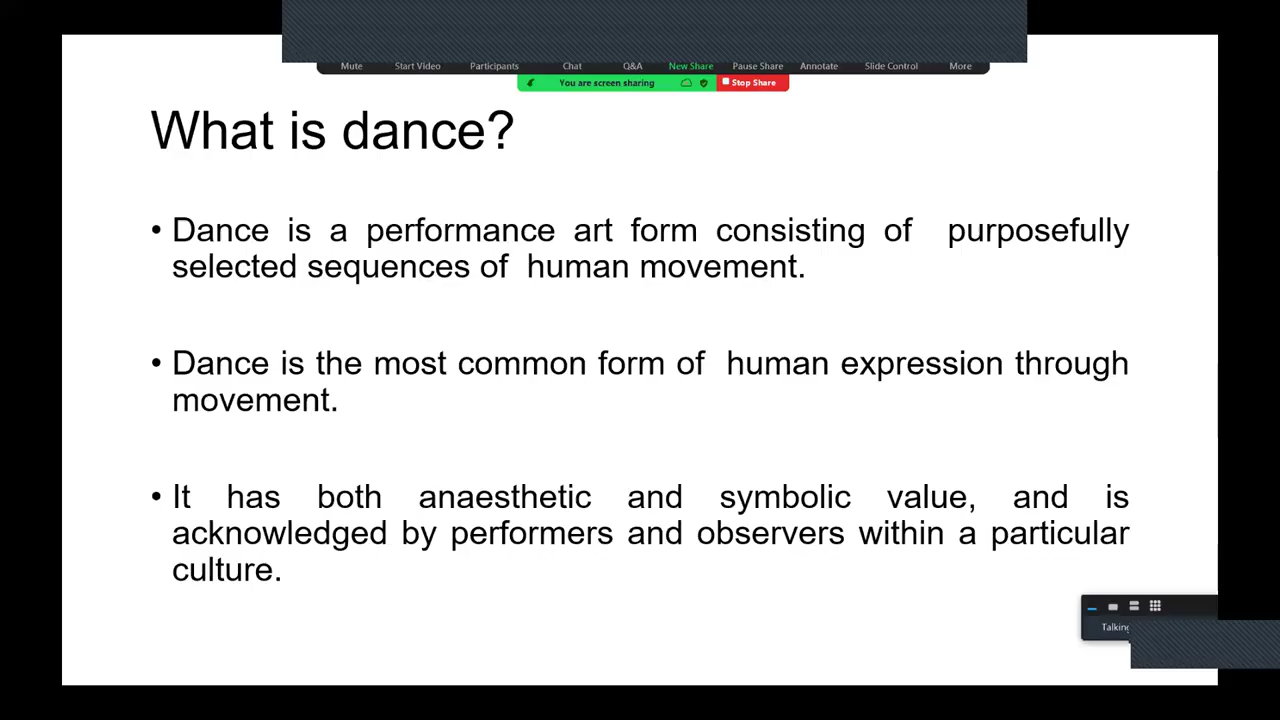 Mute Start Video Participants Chat Q&A New Share Pause Share Annotate Slide Control More
You are screen sharing Stop Share
What is dance?
• Dance is a performance art form consisting of purposefully
selected sequences of human movement.
• Dance is the most common form of human expression through
movement.
• It has both anaesthetic and symbolic value, and is
acknowledged by performers and observers within a particular
culture.
Talking